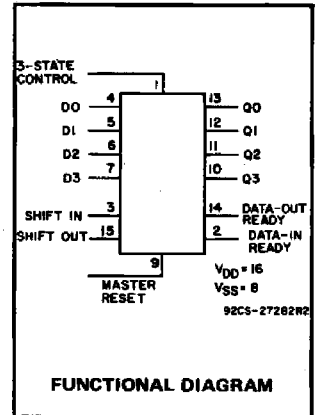 3-STATE
CONTROL
1
D0 4 13 Q0
D1 5 12 Q1
D2 6 11 Q2
D3 7 10 Q3
SHIFT IN 3 14 DATA-OUT
READY
SHIFT OUT 15 2 DATA-IN
READY
9
MASTER
RESET
VDD = 16
VSS = 8
92CS-27282R2
FUNCTIONAL DIAGRAM